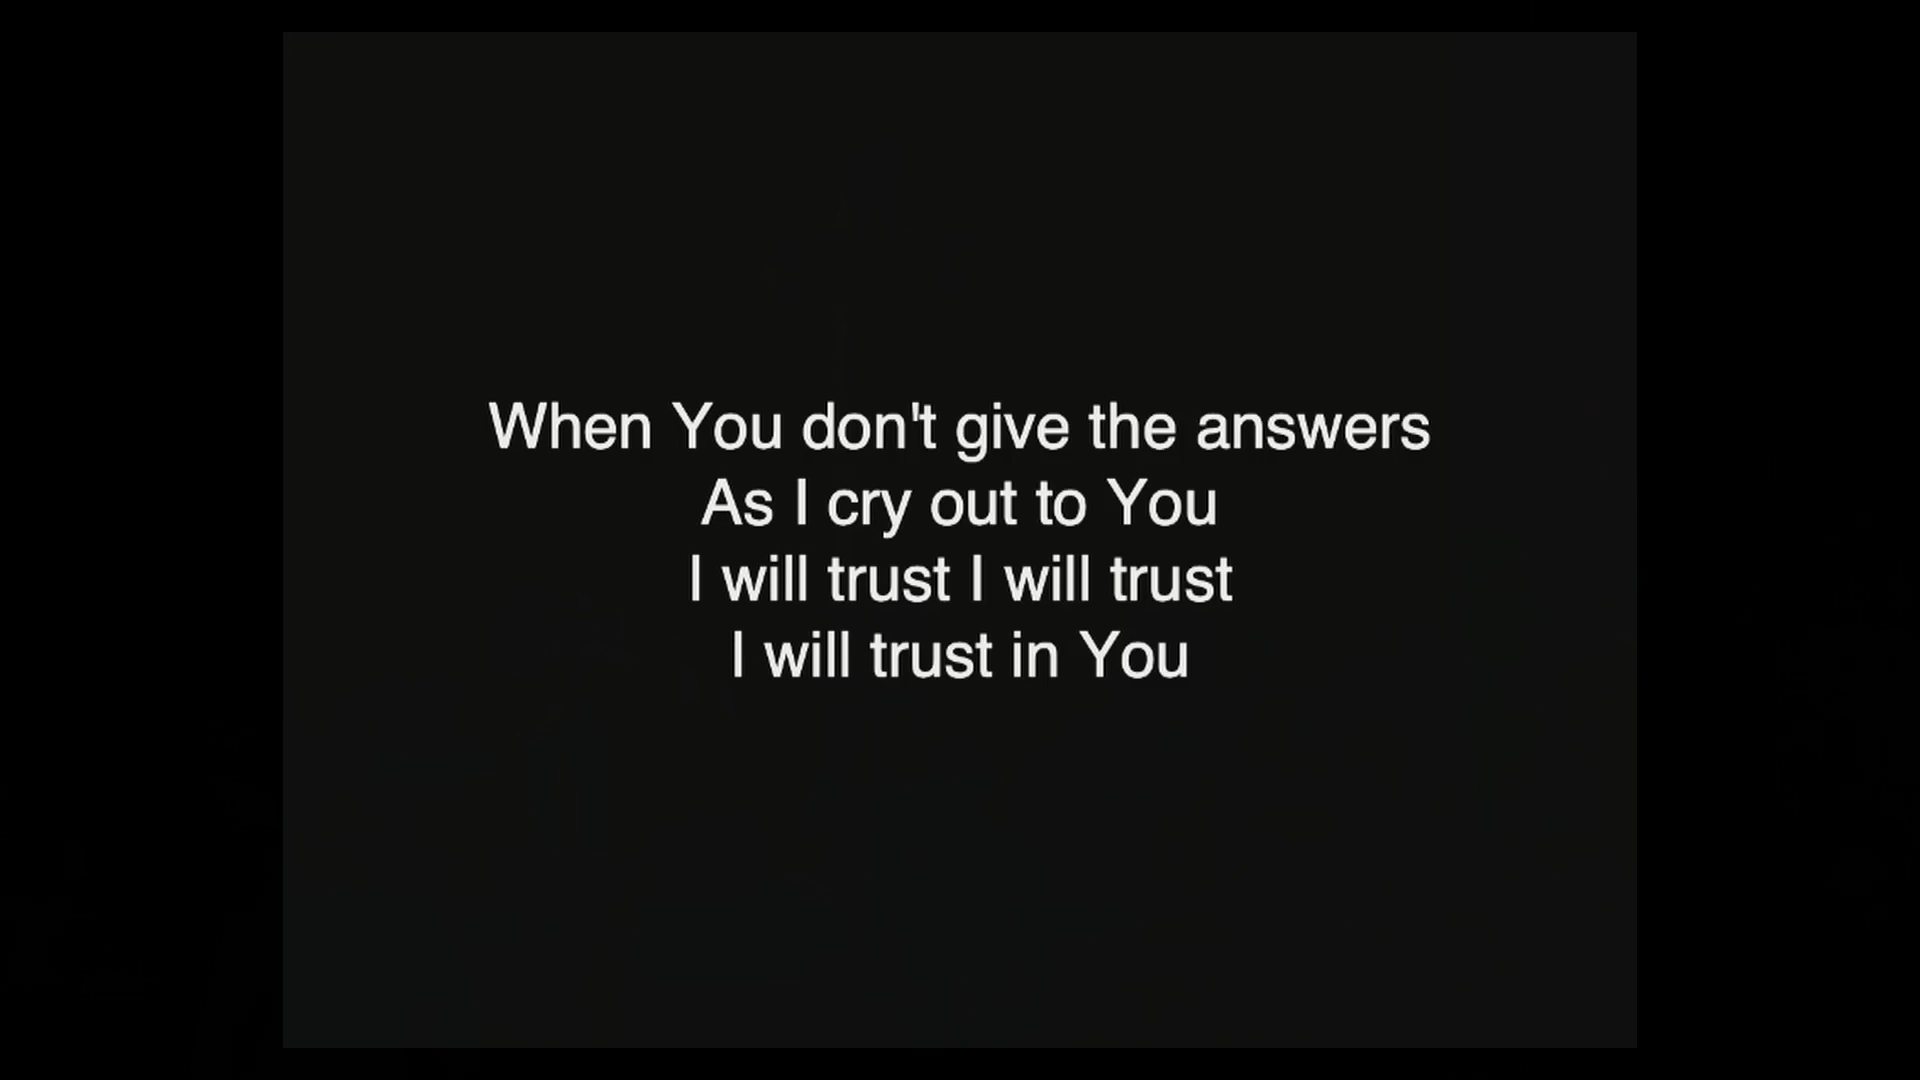 When You don't give the answers
As I cry out to You
I will trust I will trust
I will trust in You